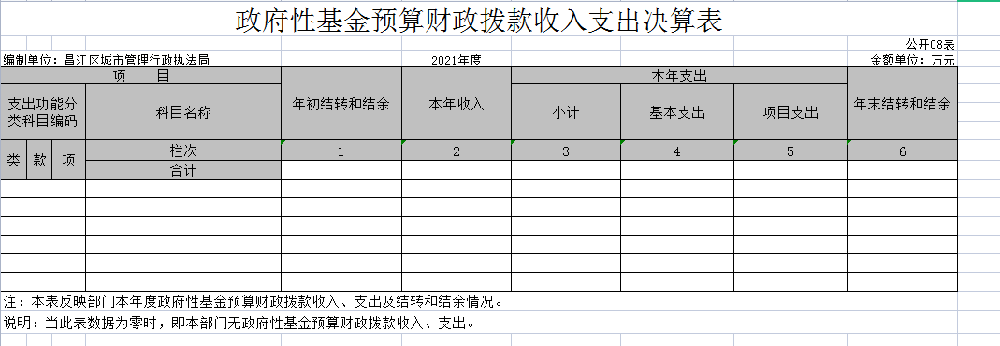 政府性基金预算财政拨款收入支出决算表
公开08表
编制单位：昌江区城市管理行政执法局 2021年度 金额单位：万元
项 目 年初结转和结余 本年收入 本年支出 年末结转和结余
支出功能分类科目编码 科目名称 小计 基本支出 项目支出
类 款 项 栏次 1 2 3 4 5 6
合计
注：本表反映部门本年度政府性基金预算财政拨款收入、支出及结转和结余情况。
说明：当此表数据为零时，即本部门无政府性基金预算财政拨款收入、支出。